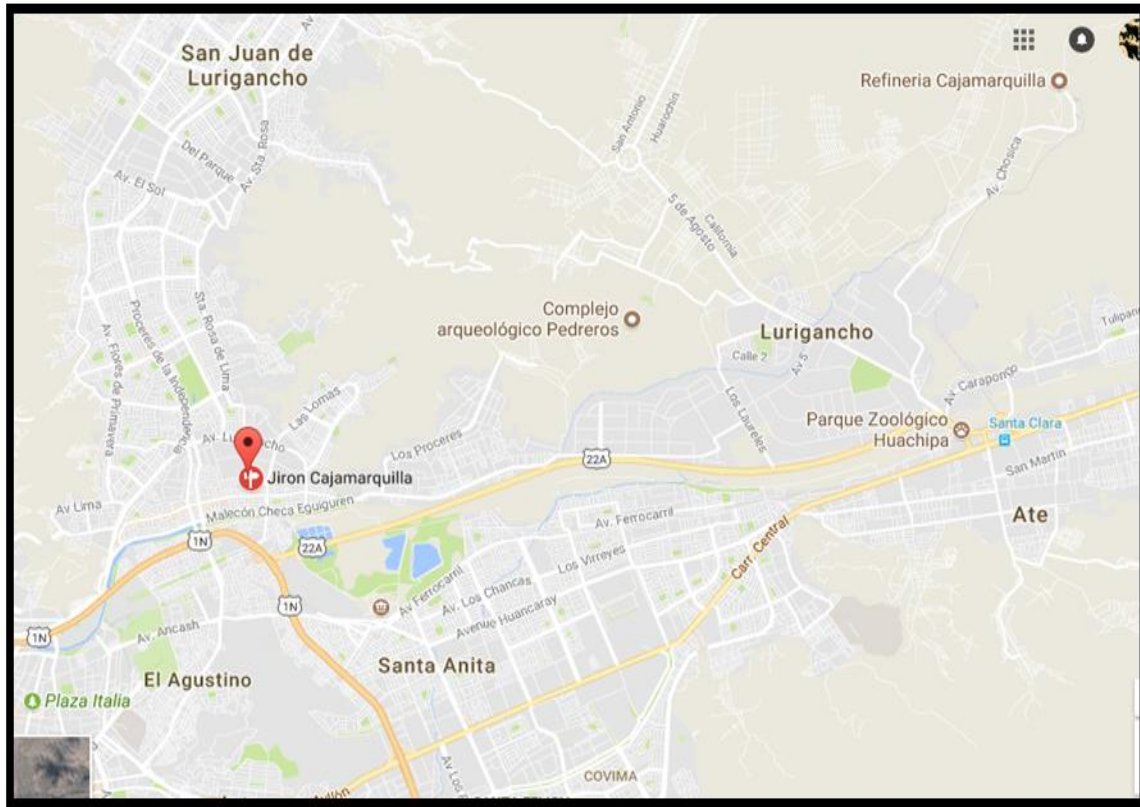 San Juan de
Lurigancho
Refineria Cajamarquilla
San Antonio
Huarochiri
Av. Sta. Rosa
Del Parque
Av. El Sol
Av. Chosica
5 de Agosto
California
Complejo
arqueológico Pedreros
Lurigancho
Sta. Rosa de Lima
Próceres de la Independencia
Av. Flores de Primavera
Calle 2
Av 5
Los Laureles
Av. Carapongo
Las Lomas
Parque Zoológico
Huachipa
Santa Clara
Los Proceres
22A
San Martín
Jiron Cajamarquilla
Av Lima
Malecón Checa Eguiguren
Ate
Av. Ferrocarril
1N
22A
Carr. Central
Los Virreyes
Av Ferrocarril
Av. Los Chancas
Avenue Huancaray
1N
Av. Ancash
1N
Santa Anita
El Agustino
Plaza Italia
COVIMA